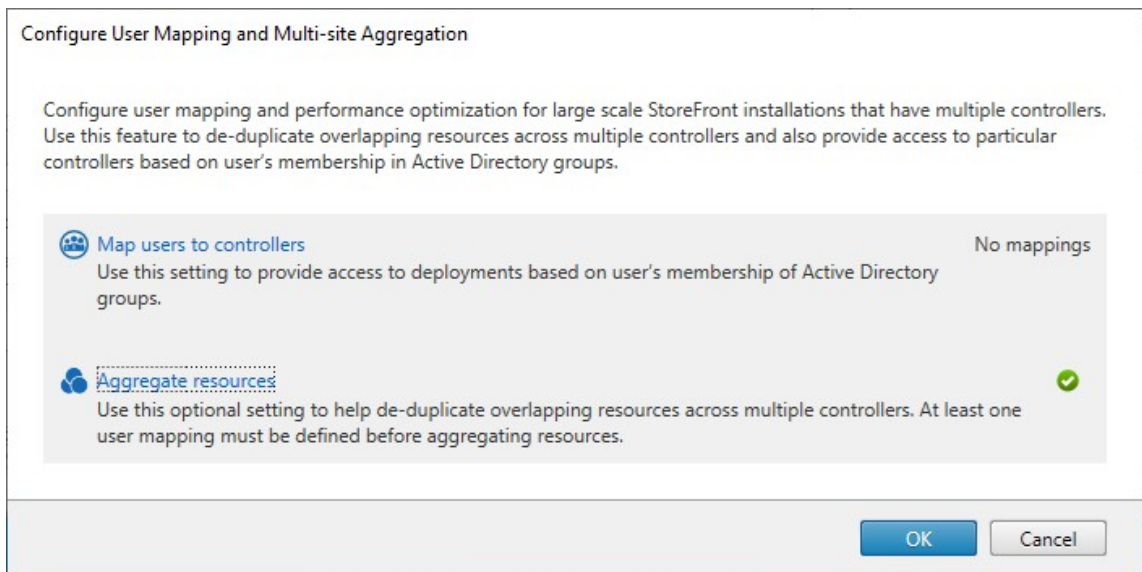 Configure User Mapping and Multi-site Aggregation
Configure user mapping and performance optimization for large scale StoreFront installations that have multiple controllers.
Use this feature to de-duplicate overlapping resources across multiple controllers and also provide access to particular
controllers based on user's membership in Active Directory groups.
Map users to controllers
No mappings
Use this setting to provide access to deployments based on user's membership of Active Directory
groups.
Aggregate resources
Use this optional setting to help de-duplicate overlapping resources across multiple controllers. At least one
user mapping must be defined before aggregating resources.
OK
Cancel